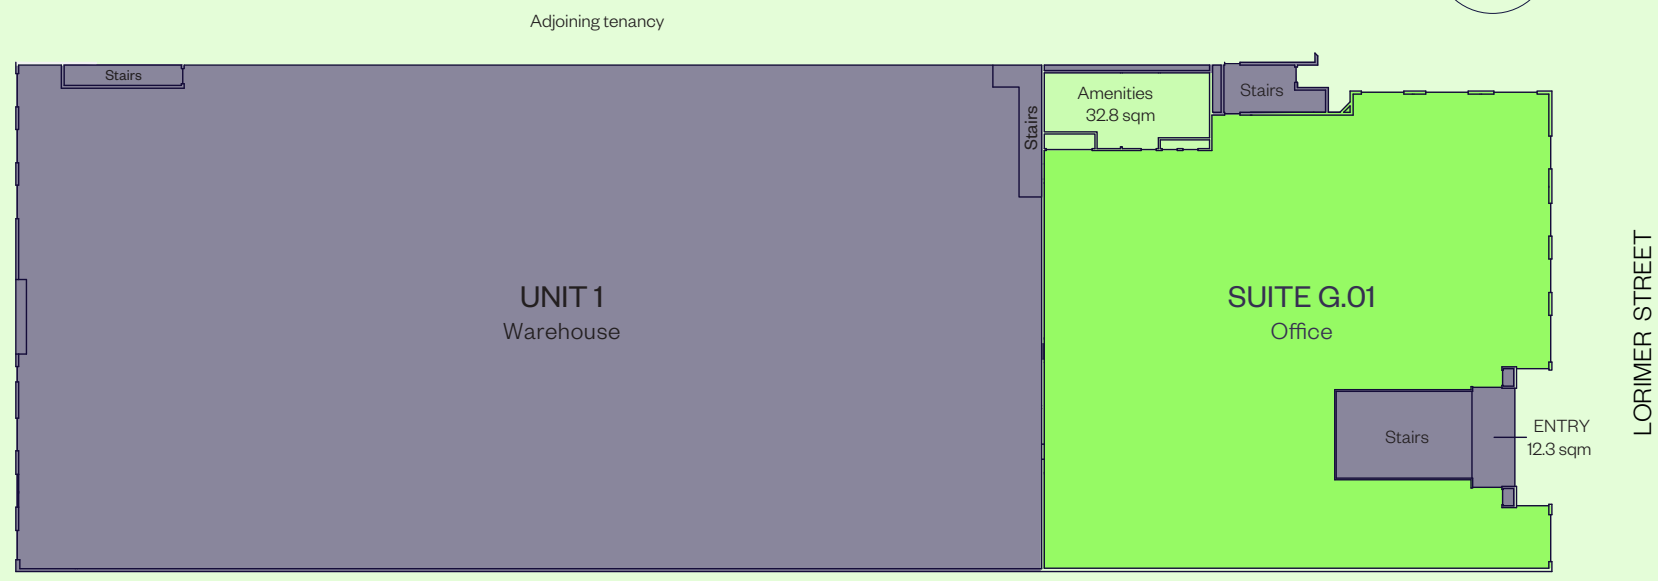 Adjoining tenancy
Stairs
Stairs
Amenities
32.8 sqm
Stairs
UNIT 1
Warehouse
SUITE G.01
Office
Stairs
ENTRY
12.3 sqm
LORIMER STREET